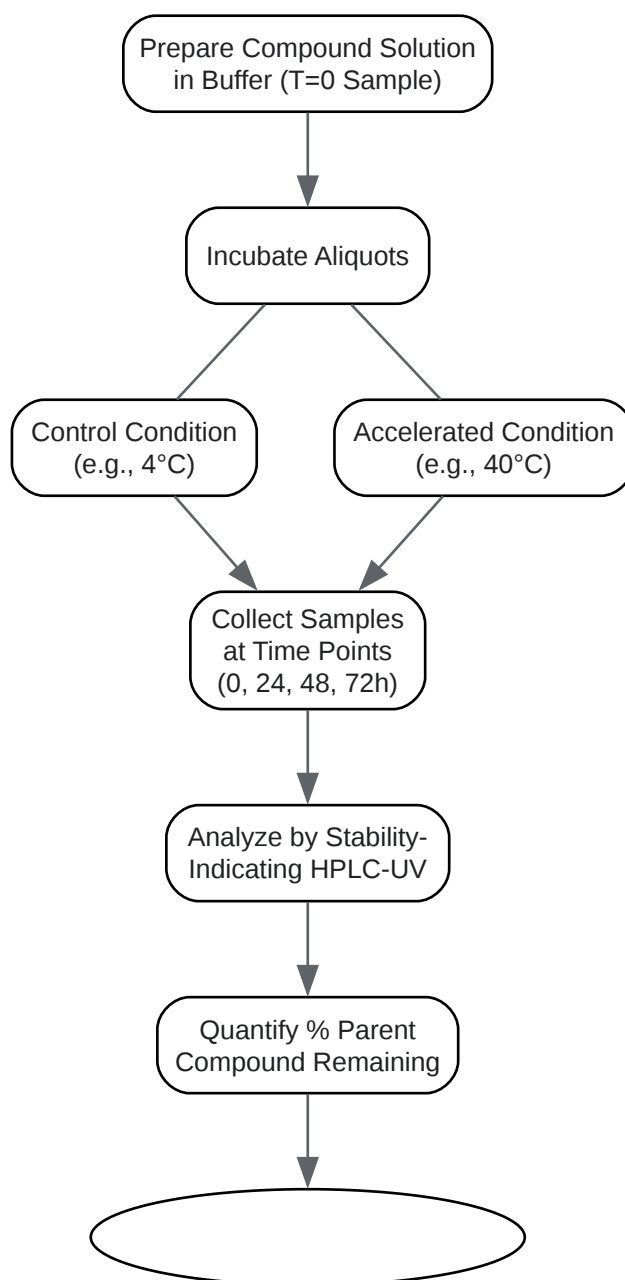 Prepare Compound Solution
in Buffer (T=0 Sample)
Incubate Aliquots
Control Condition
(e.g., 4°C)
Accelerated Condition
(e.g., 40°C)
Collect Samples
at Time Points
(0, 24, 48, 72h)
Analyze by Stability-
Indicating HPLC-UV
Quantify % Parent
Compound Remaining